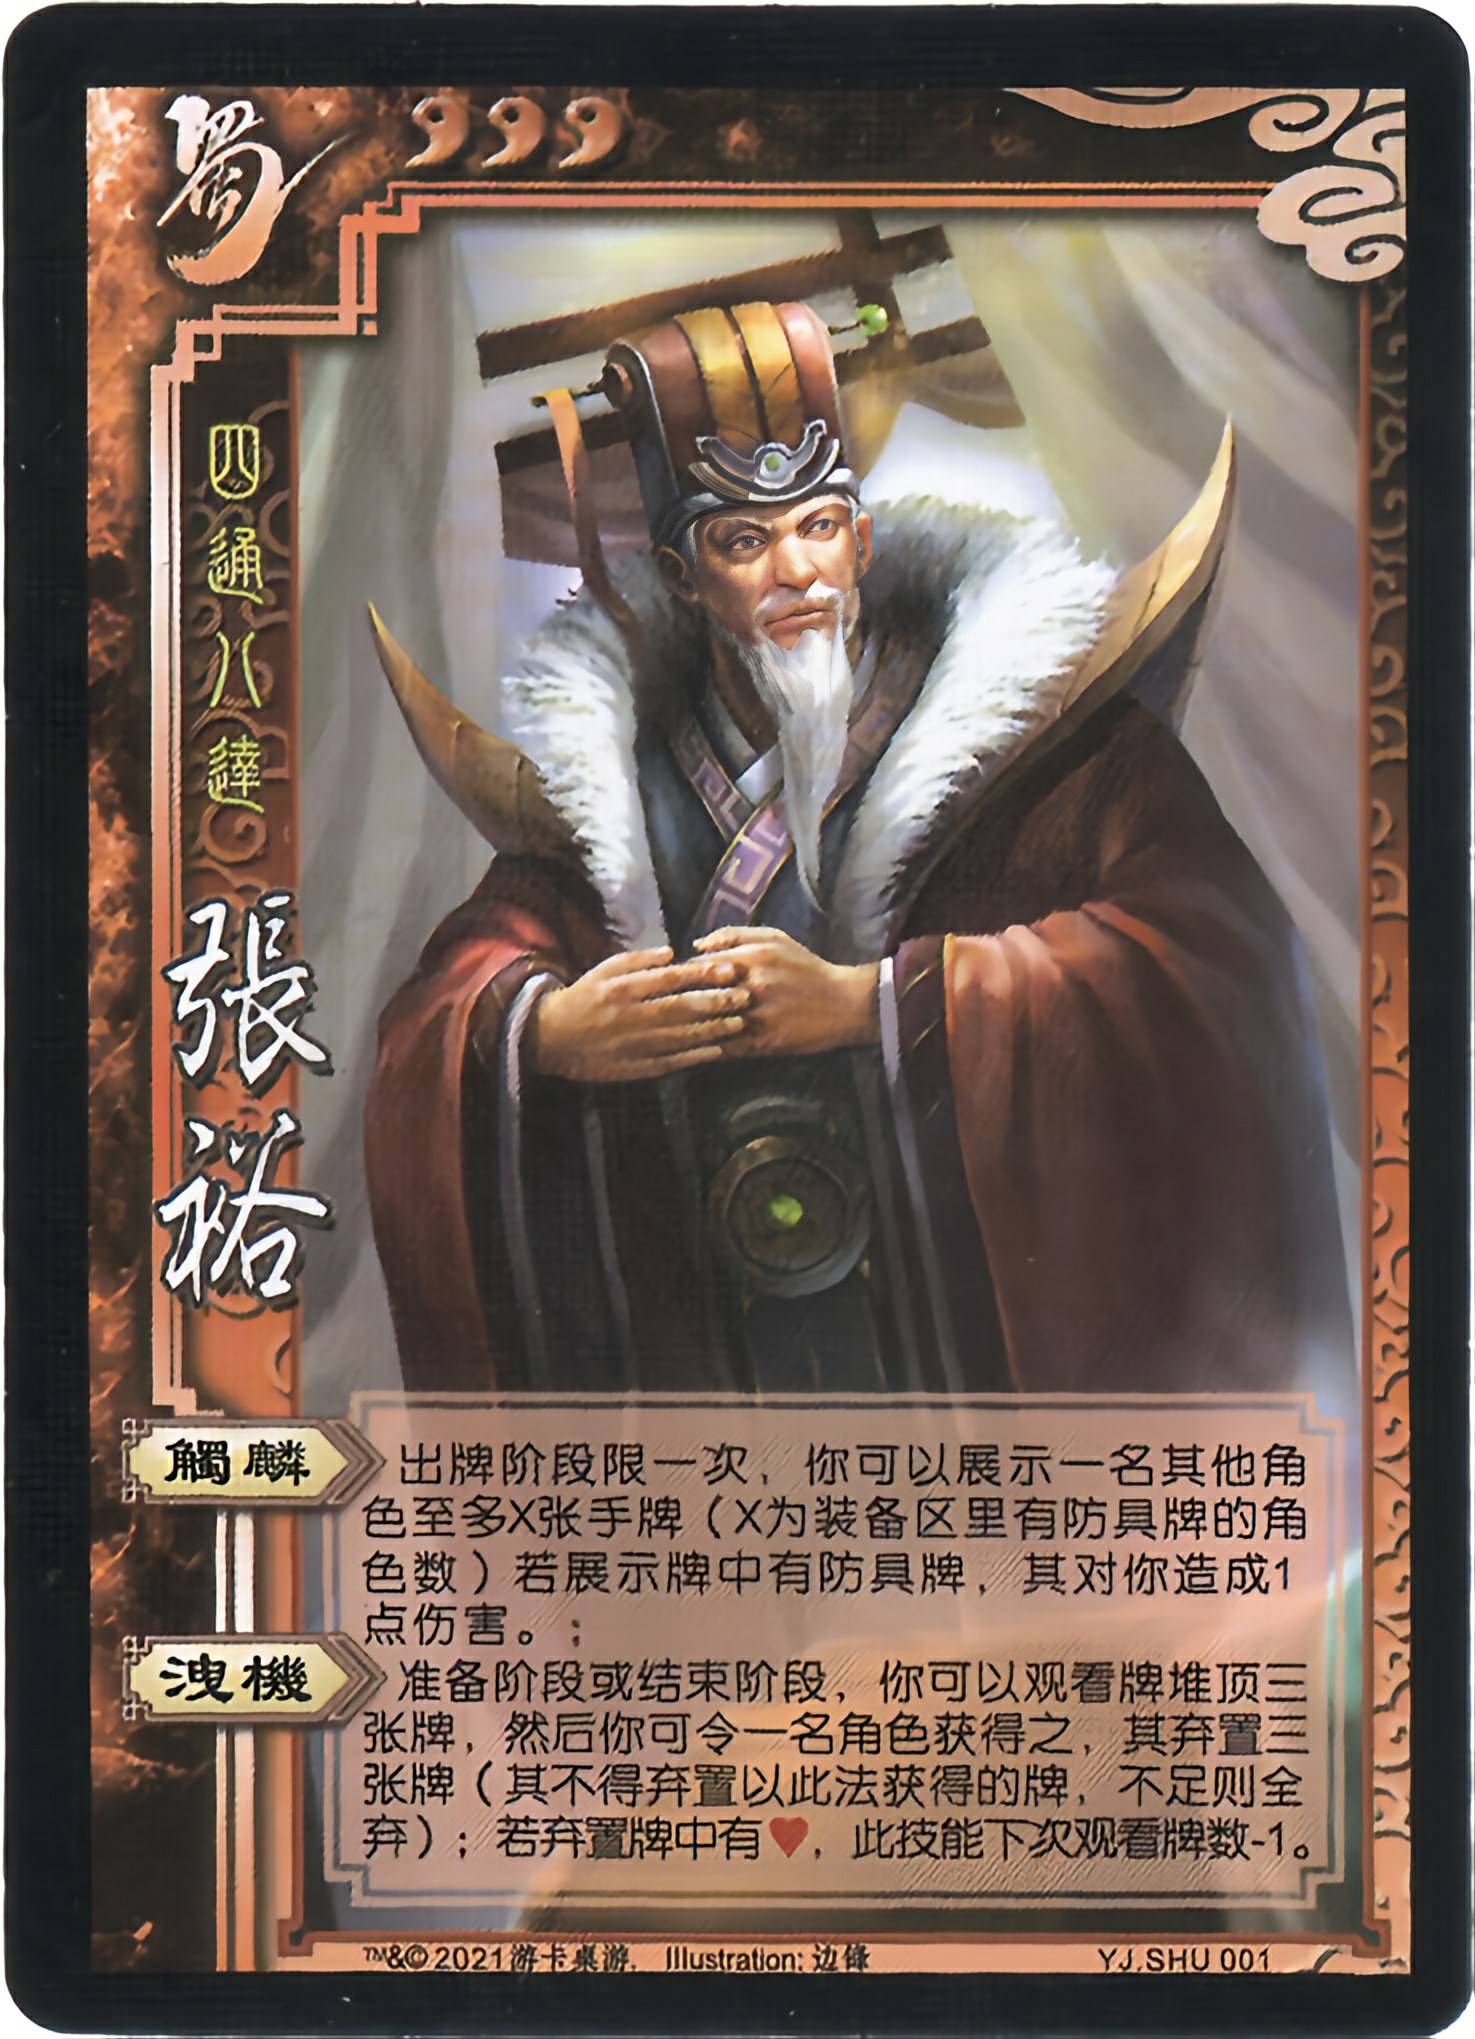 蜀
四通八達
張裕
觸麟
出牌阶段限一次，你可以展示一名其他角
色至多X张手牌（X为装备区里有防具牌的角
色数）若展示牌中有防具牌，其对你造成1
点伤害。；
洩機
准备阶段或结束阶段，你可以观看牌堆顶三
张牌，然后你可令一名角色获得之，其弃置三
张牌（其不得弃置以此法获得的牌，不足则全
弃）；若弃置牌中有♥，此技能下次观看牌数-1。
™&© 2021游卡桌游. Illustration: 边锋
YJ.SHU 001